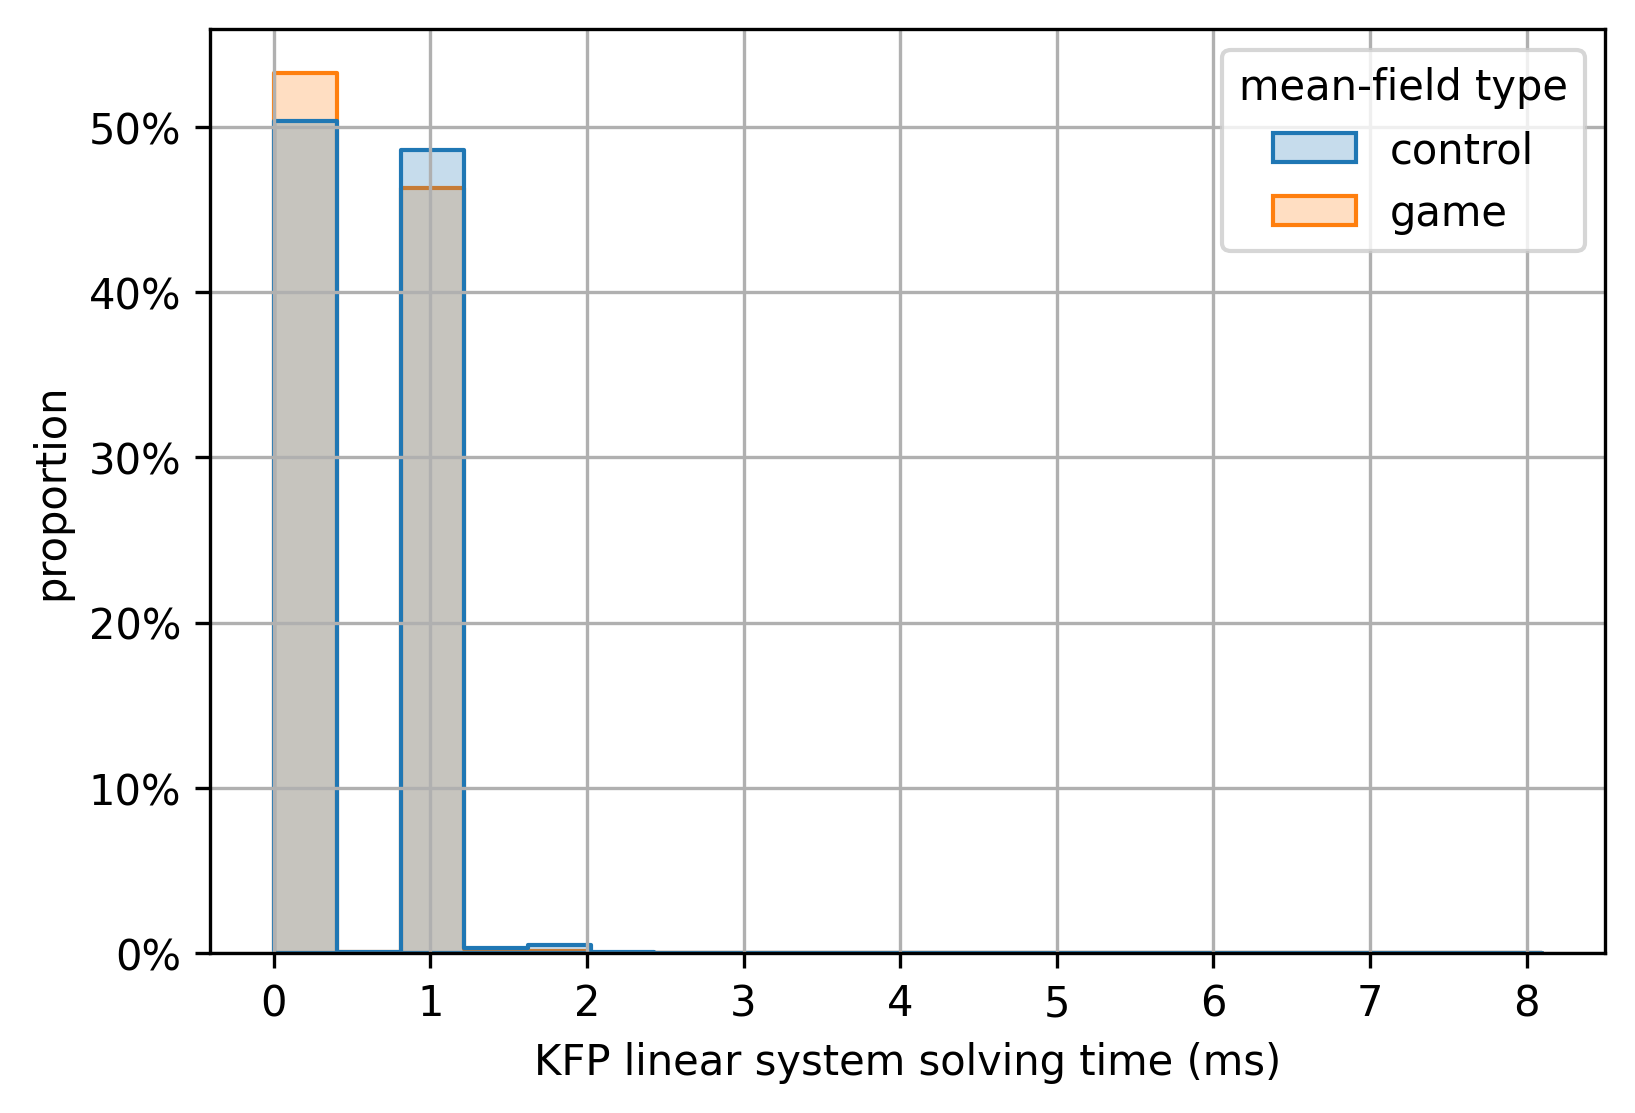 mean-field type
control
game
50%
40%
30%
20%
10%
0%
proportion
0 1 2 3 4 5 6 7 8
KFP linear system solving time (ms)